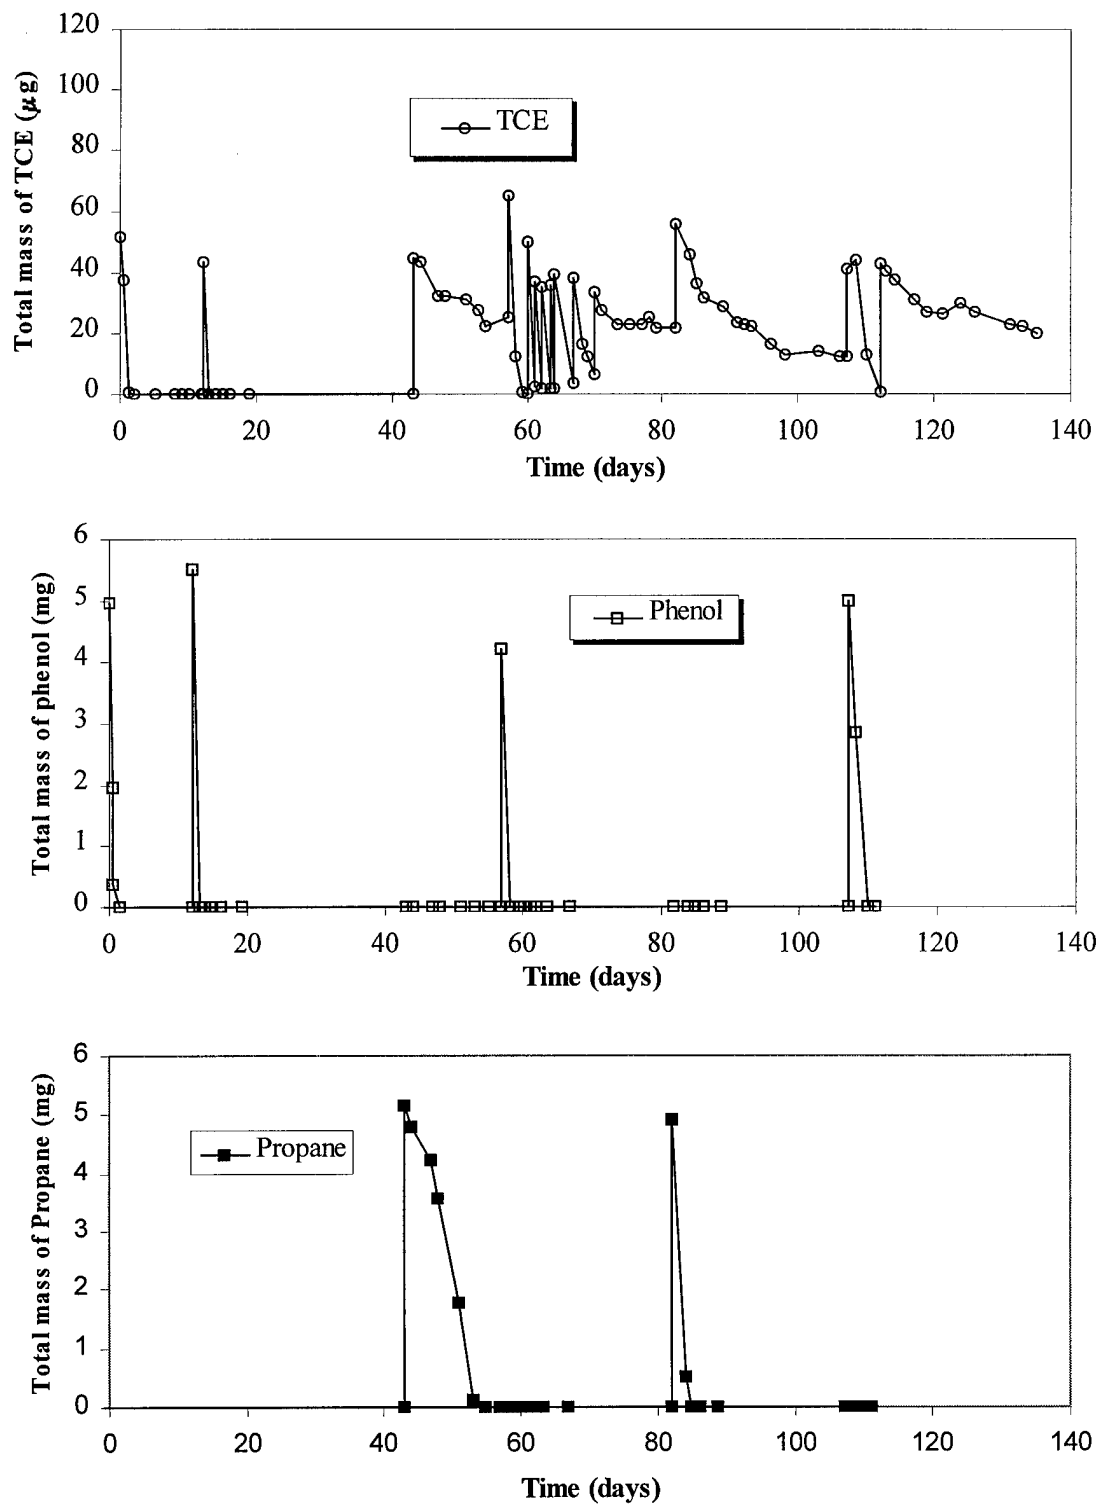 120
100
80
60
40
20
0
Total mass of TCE (μg)
TCE
0 20 40 60 80 100 120 140
Time (days)
6
5
4
3
2
1
0
Total mass of phenol (mg)
Phenol
0 20 40 60 80 100 120 140
Time (days)
6
5
4
3
2
1
0
Total mass of Propane (mg)
Propane
0 20 40 60 80 100 120 140
Time (days)